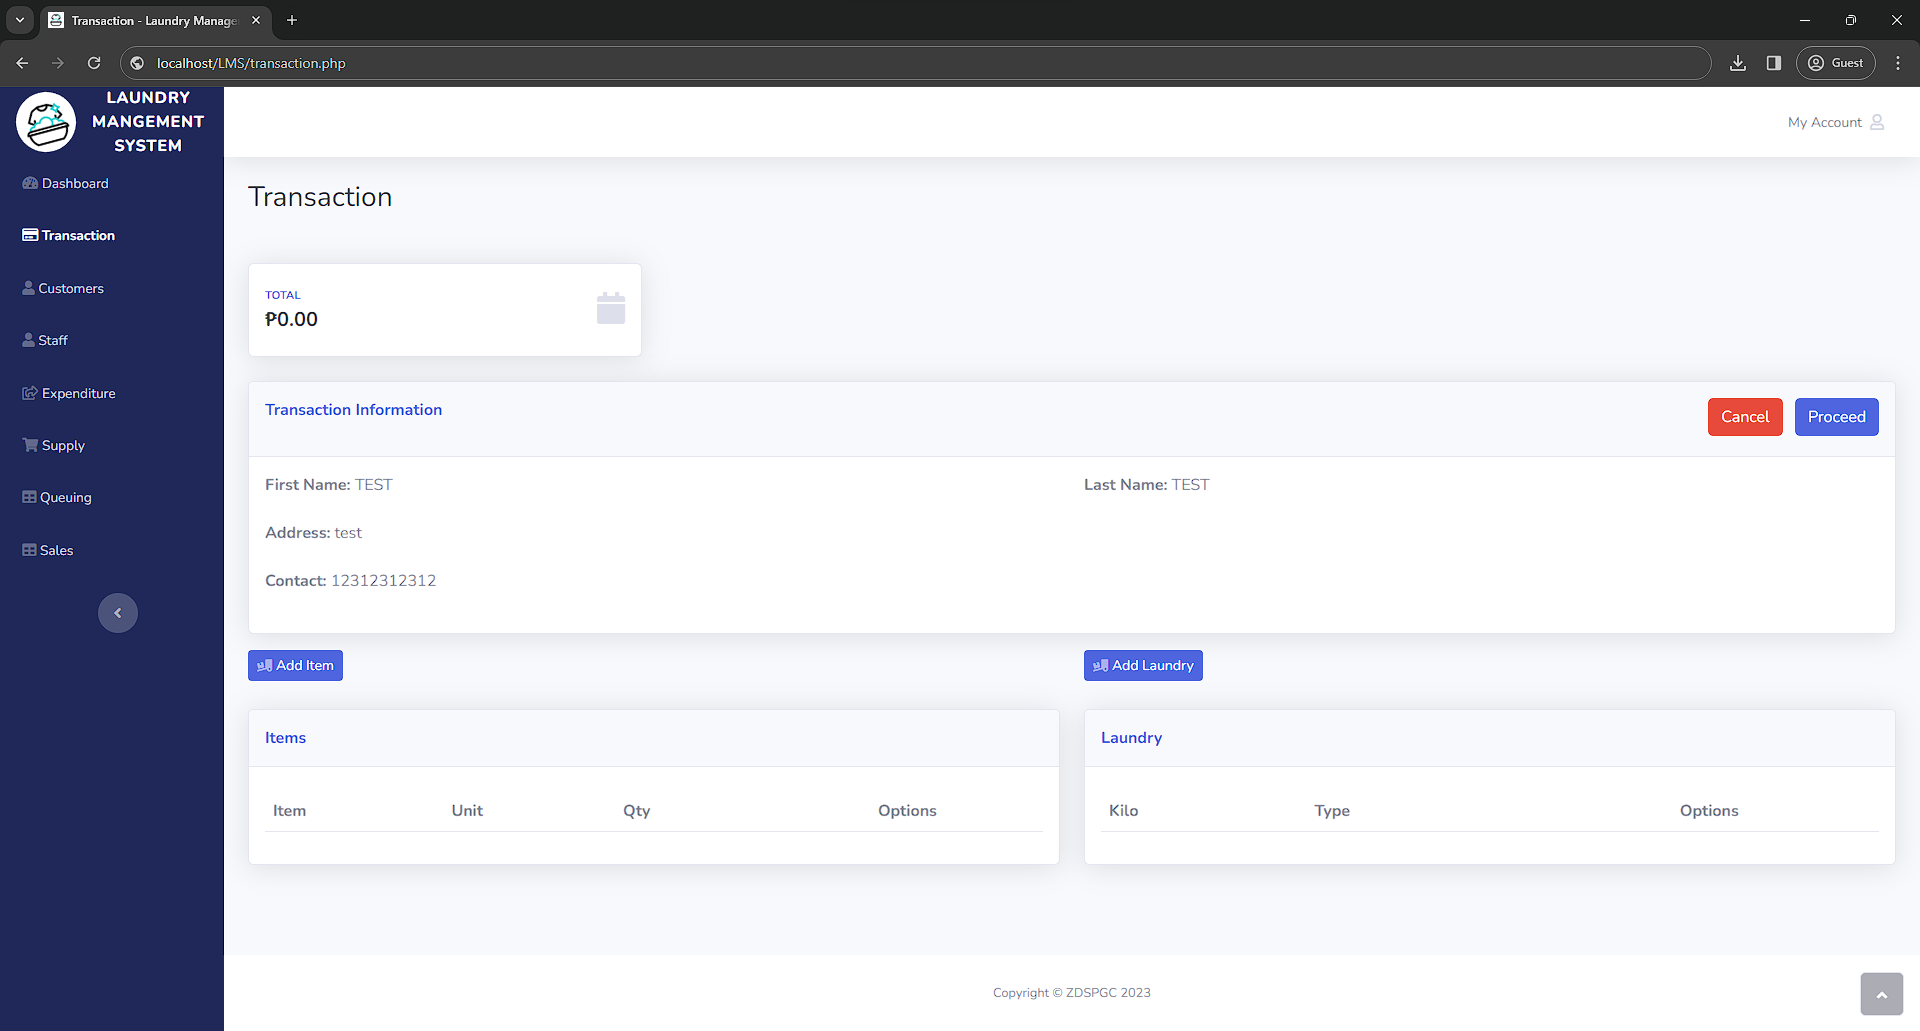 Transaction - Laundry Manage
localhost/LMS/transaction.php
Guest
LAUNDRY
MANGEMENT
SYSTEM
My Account
Dashboard
Transaction
Customers
Staff
Expenditure
Supply
Queuing
Sales
Transaction
TOTAL
₱0.00
Transaction Information
Cancel
Proceed
First Name: TEST
Last Name: TEST
Address: test
Contact: 12312312312
Add Item
Add Laundry
Items
Item Unit Qty Options
Laundry
Kilo Type Options
Copyright © ZDSPGC 2023